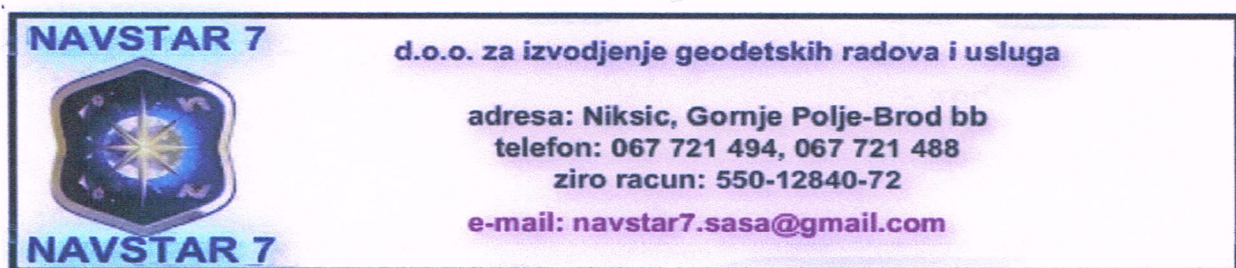 NAVSTAR 7
d.o.o. za izvodjenje geodetskih radova i usluga
adresa: Niksic, Gornje Polje-Brod bb
telefon: 067 721 494, 067 721 488
ziro racun: 550-12840-72
e-mail: navstar7.sasa@gmail.com
NAVSTAR 7